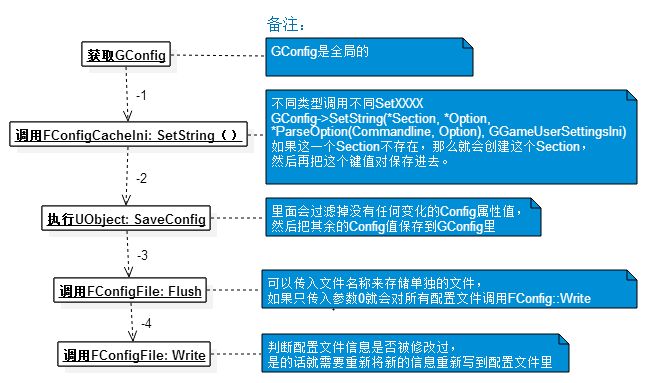 备注：
获取GConfig
GConfig是全局的
-1
调用FConfigCacheIni: SetString（）
不同类型调用不同SetXXXX
GConfig->SetString(*Section, *Option,
*ParseOption(Commandline, Option), GGameUserSettingsIni)
如果这一个Section不存在，那么就会创建这个Section，
然后再把这个键值对保存进去。
-2
执行UObject: SaveConfig
里面会过滤掉没有任何变化的Config属性值，
然后把其余的Config值保存到GConfig里
-3
调用FConfigFile: Flush
可以传入文件名称来存储单独的文件，
如果只传入参数0就会对所有配置文件调用FConfig::Write
-4
调用FConfigFile: Write
判断配置文件信息是否被修改过，
是的话就需要重新将新的信息重新写到配置文件里